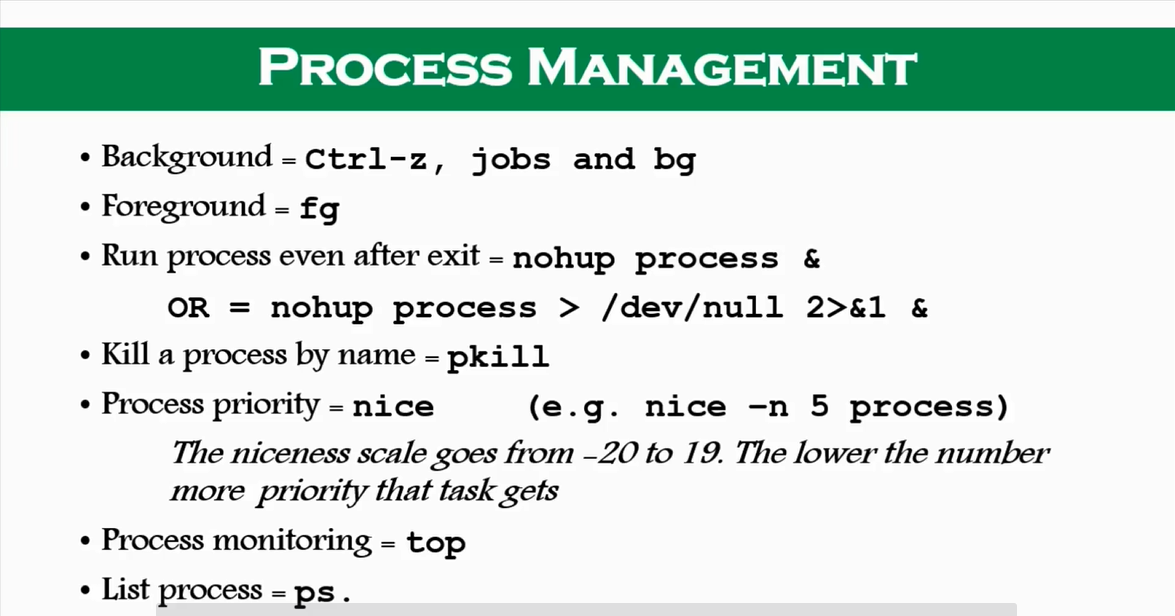 PROCESS MANAGEMENT
• Background = Ctrl-z, jobs and bg
• Foreground = fg
• Run process even after exit = nohup process &
OR = nohup process > /dev/null 2>&1 &
• Kill a process by name = pkill
• Process priority = nice (e.g. nice –n 5 process)
The niceness scale goes from -20 to 19. The lower the number
more priority that task gets
• Process monitoring = top
• List process = ps.